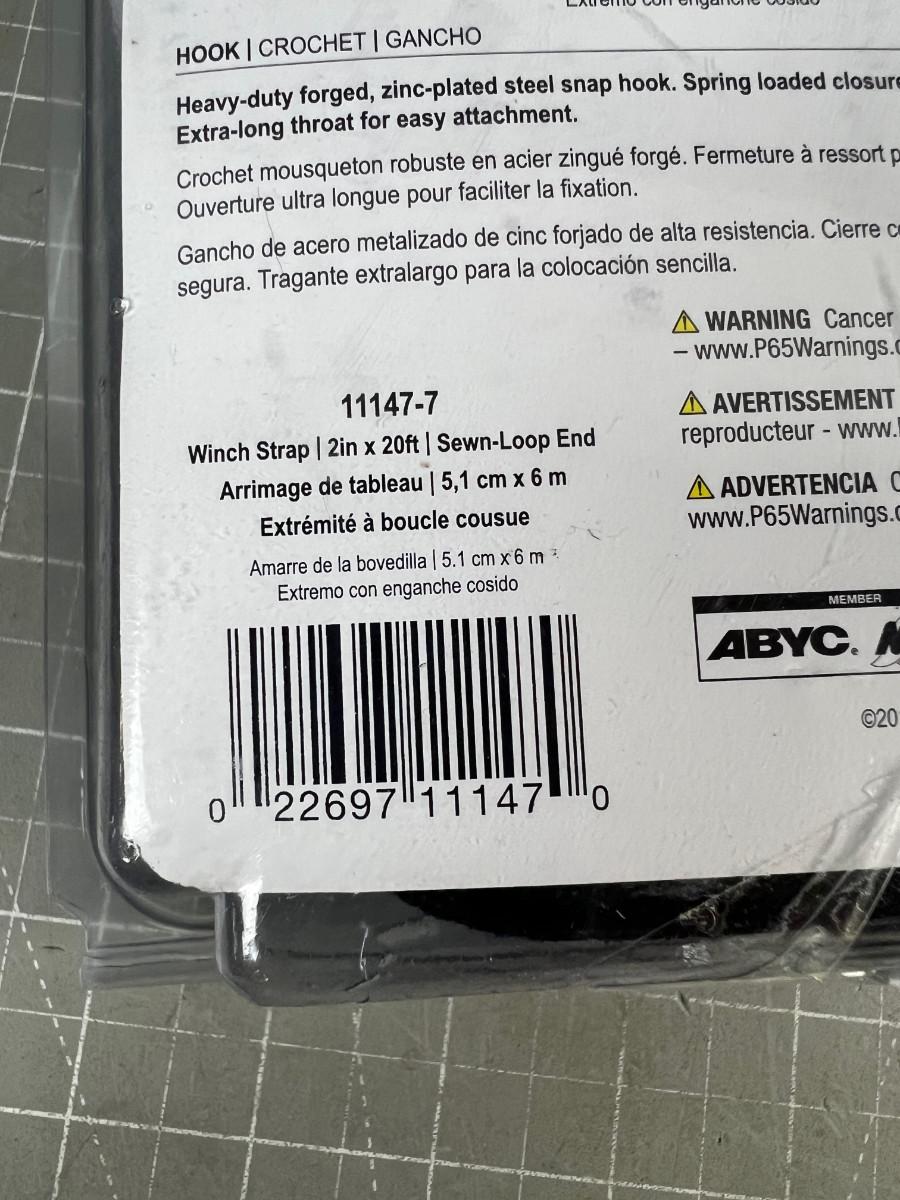 Extremo con enganche cosido
HOOK | CROCHET | GANCHO
Heavy-duty forged, zinc-plated steel snap hook. Spring loaded closure
Extra-long throat for easy attachment.
Crochet mousqueton robuste en acier zingué forgé. Fermeture à ressort p
Ouverture ultra longue pour faciliter la fixation.
Gancho de acero metalizado de cinc forjado de alta resistencia. Cierre c
segura. Tragante extralargo para la colocación sencilla.
⚠ WARNING Cancer
– www.P65Warnings.c
⚠ AVERTISSEMENT
reproducteur - www.
⚠ ADVERTENCIA C
www.P65Warnings.c
11147-7
Winch Strap | 2in x 20ft | Sewn-Loop End
Arrimage de tableau | 5,1 cm x 6 m
Extrémité à boucle cousue
Amarre de la bovedilla | 5.1 cm x 6 m
Extremo con enganche cosido
0 22697 11147 0
MEMBER
ABYC.
©20